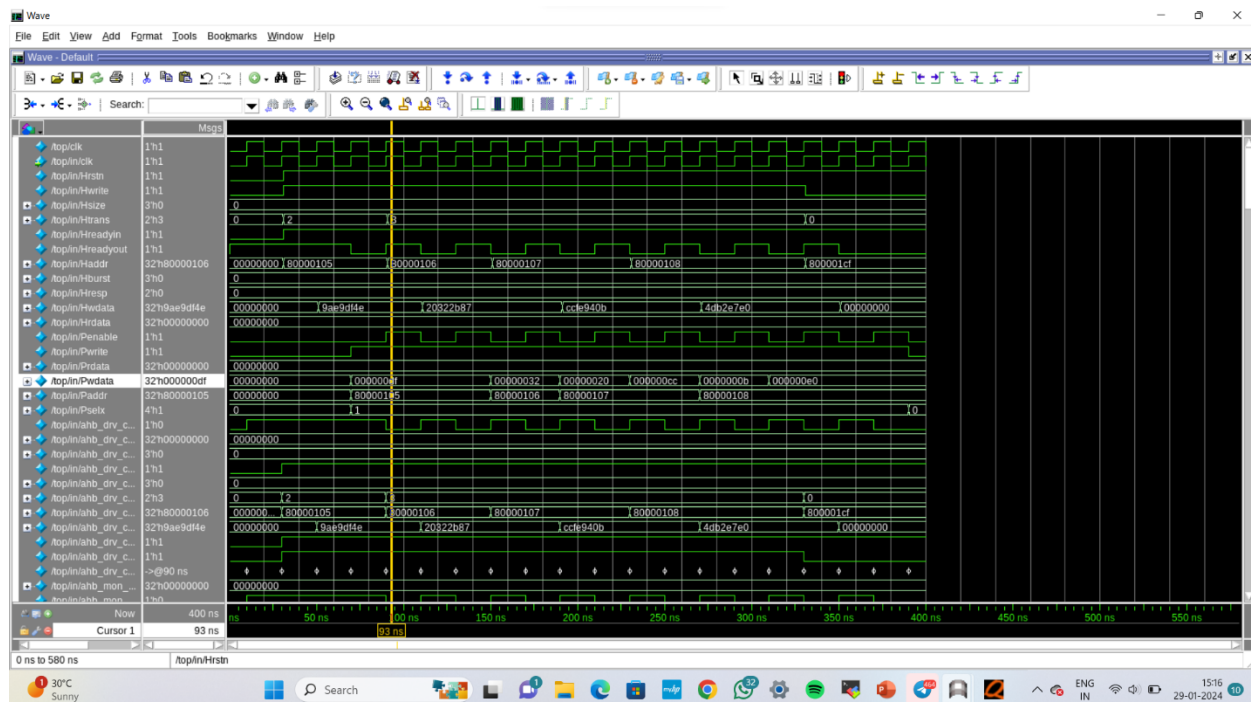 Wave
File Edit View Add Format Tools Bookmarks Window Help
Wave - Default
Search:
Msgs
/top/clk 1'h1
/top/in/clk 1'h1
/top/in/Hrstn 1'h1
/top/in/Hwrite 1'h1
/top/in/Hsize 3'h0 0
/top/in/Htrans 2'h3 0 2 3 0
/top/in/Hreadyin 1'h1
/top/in/Hreadyout 1'h1
/top/in/Haddr 32'h80000106 00000000 80000105 80000106 80000107 80000108 800001cf
/top/in/Hburst 3'h0 0
/top/in/Hresp 2'h0 0
/top/in/Hwdata 32'h9ae9df4e 00000000 9ae9df4e 20322b87 ccfe940b 4db2e7e0 00000000
/top/in/Hrdata 32'h00000000 00000000
/top/in/Penable 1'h1
/top/in/Pwrite 1'h1
/top/in/Prdata 32'h00000000 00000000
/top/in/Pwdata 32'h000000df 00000000 000000df 00000032 00000020 000000cc 0000000b 000000e0
/top/in/Paddr 32'h80000105 00000000 80000105 80000106 80000107 80000108
/top/in/Pselx 4'h1 0 1 0
/top/in/ahb_drv_c... 1'h0
/top/in/ahb_drv_c... 32'h00000000 00000000
/top/in/ahb_drv_c... 3'h0 0
/top/in/ahb_drv_c... 1'h1
/top/in/ahb_drv_c... 3'h0 0
/top/in/ahb_drv_c... 2'h3 0 2 3 0
/top/in/ahb_drv_c... 32'h80000106 000000... 80000105 80000106 80000107 80000108 800001cf
/top/in/ahb_drv_c... 32'h9ae9df4e 00000000 9ae9df4e 20322b87 ccfe940b 4db2e7e0 00000000
/top/in/ahb_drv_c... 1'h1
/top/in/ahb_drv_c... 1'h1
/top/in/ahb_drv_c... ->@90 ns
/top/in/ahb_mon_... 32'h00000000 00000000
/top/in/ahb_mon_... 1'h0
Now 400 ns ns 50 ns 100 ns 150 ns 200 ns 250 ns 300 ns 350 ns 400 ns 450 ns 500 ns 550 ns
Cursor 1 93 ns 93 ns
0 ns to 580 ns /top/in/Hrstn
1 30°C
Sunny
Search
1
32
464
ENG
IN
15:16
29-01-2024
10